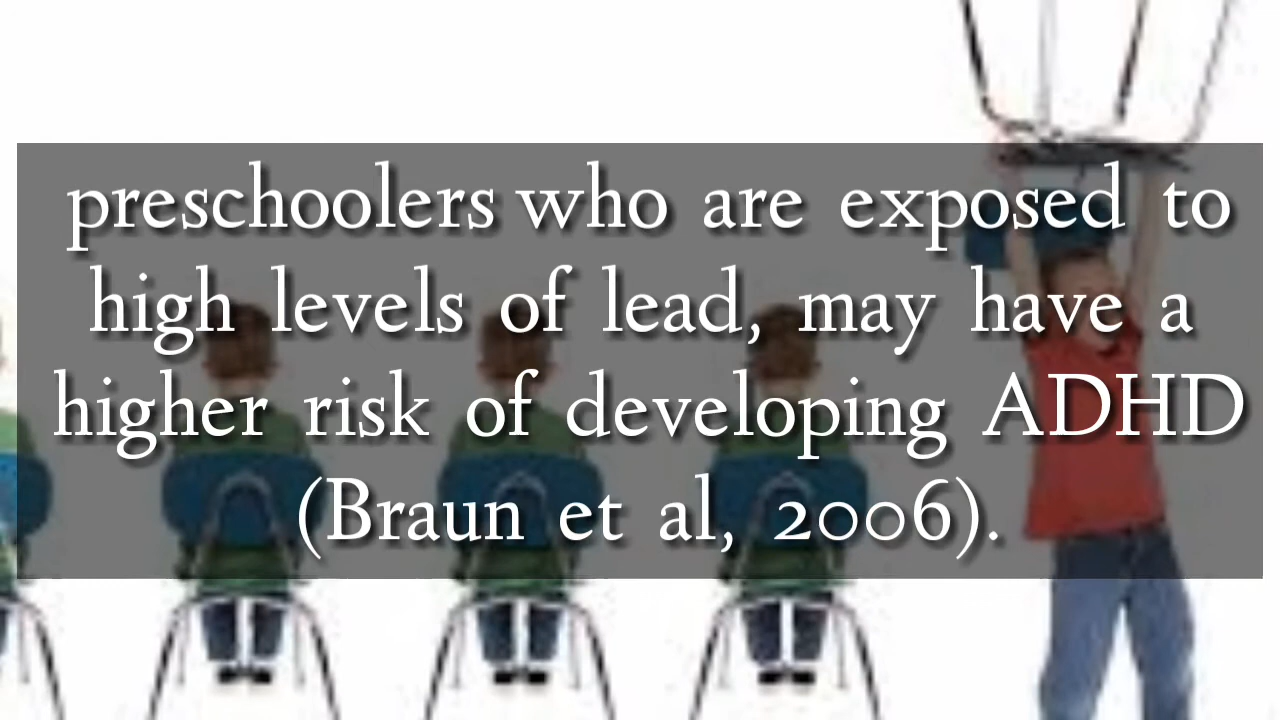 preschoolers who are exposed to
high levels of lead, may have a
higher risk of developing ADHD
(Braun et al, 2006).